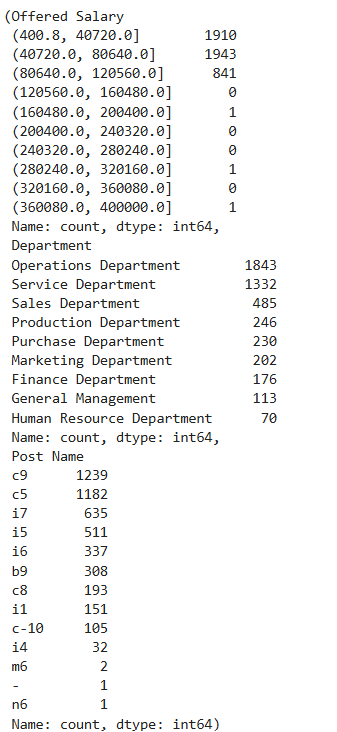 (Offered Salary
(400.8, 40720.0] 1910
(40720.0, 80640.0] 1943
(80640.0, 120560.0] 841
(120560.0, 160480.0] 0
(160480.0, 200400.0] 1
(200400.0, 240320.0] 0
(240320.0, 280240.0] 0
(280240.0, 320160.0] 1
(320160.0, 360080.0] 0
(360080.0, 400000.0] 1
Name: count, dtype: int64,
Department
Operations Department 1843
Service Department 1332
Sales Department 485
Production Department 246
Purchase Department 230
Marketing Department 202
Finance Department 176
General Management 113
Human Resource Department 70
Name: count, dtype: int64,
Post Name
c9 1239
c5 1182
i7 635
i5 511
i6 337
b9 308
c8 193
i1 151
c-10 105
i4 32
m6 2
- 1
n6 1
Name: count, dtype: int64)